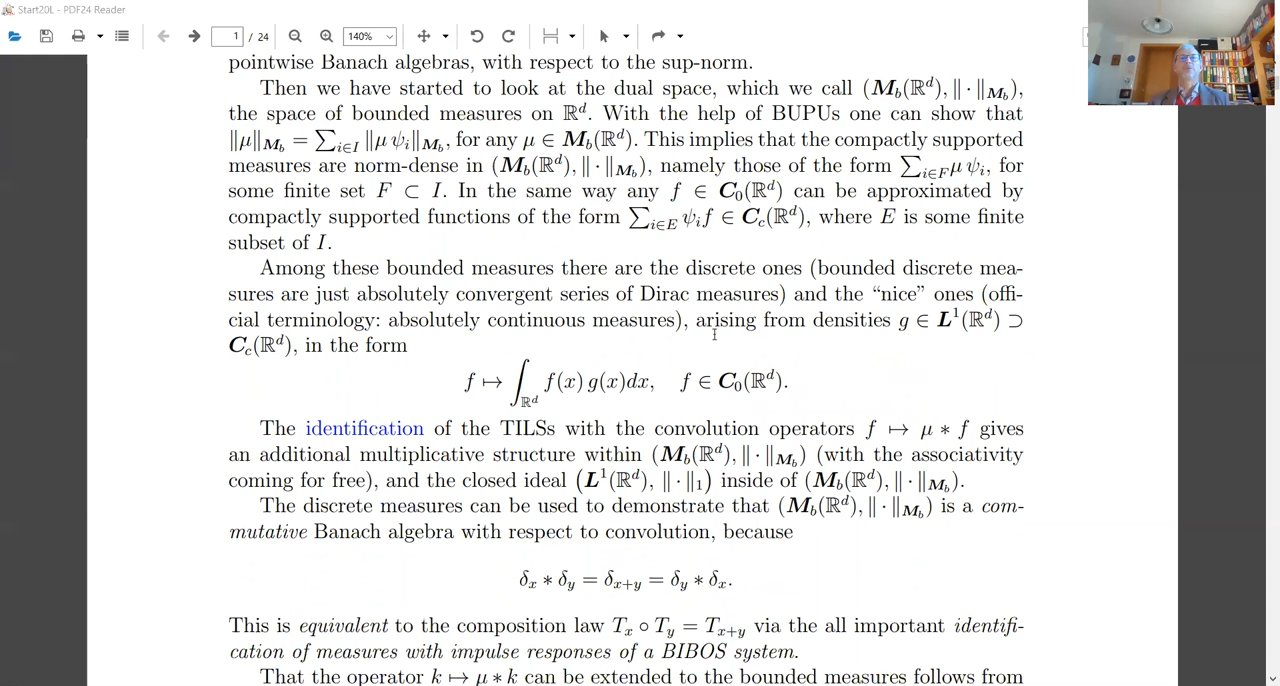 Start20L - PDF24 Reader
1 / 24 140%
pointwise Banach algebras, with respect to the sup-norm.
Then we have started to look at the dual space, which we call (M_b(ℝ^d), ‖·‖_{M_b}),
the space of bounded measures on ℝ^d. With the help of BUPUs one can show that
‖μ‖_{M_b} = ∑_{i∈I} ‖μ ψ_i‖_{M_b}, for any μ ∈ M_b(ℝ^d). This implies that the compactly supported
measures are norm-dense in (M_b(ℝ^d), ‖·‖_{M_b}), namely those of the form ∑_{i∈F} μ ψ_i, for
some finite set F ⊂ I. In the same way any f ∈ C_0(ℝ^d) can be approximated by
compactly supported functions of the form ∑_{i∈E} ψ_i f ∈ C_c(ℝ^d), where E is some finite
subset of I.
Among these bounded measures there are the discrete ones (bounded discrete mea-
sures are just absolutely convergent series of Dirac measures) and the “nice” ones (offi-
cial terminology: absolutely continuous measures), arising from densities g ∈ L^1(ℝ^d) ⊃
C_c(ℝ^d), in the form
f ↦ ∫_{ℝ^d} f(x) g(x)dx, f ∈ C_0(ℝ^d).
The identification of the TILSs with the convolution operators f ↦ μ ∗ f gives
an additional multiplicative structure within (M_b(ℝ^d), ‖·‖_{M_b}) (with the associativity
coming for free), and the closed ideal (L^1(ℝ^d), ‖·‖_1) inside of (M_b(ℝ^d), ‖·‖_{M_b}).
The discrete measures can be used to demonstrate that (M_b(ℝ^d), ‖·‖_{M_b}) is a com-
mutative Banach algebra with respect to convolution, because
δ_x ∗ δ_y = δ_{x+y} = δ_y ∗ δ_x.
This is equivalent to the composition law T_x ∘ T_y = T_{x+y} via the all important identifi-
cation of measures with impulse responses of a BIBOS system.
That the operator k ↦ μ ∗ k can be extended to the bounded measures follows from